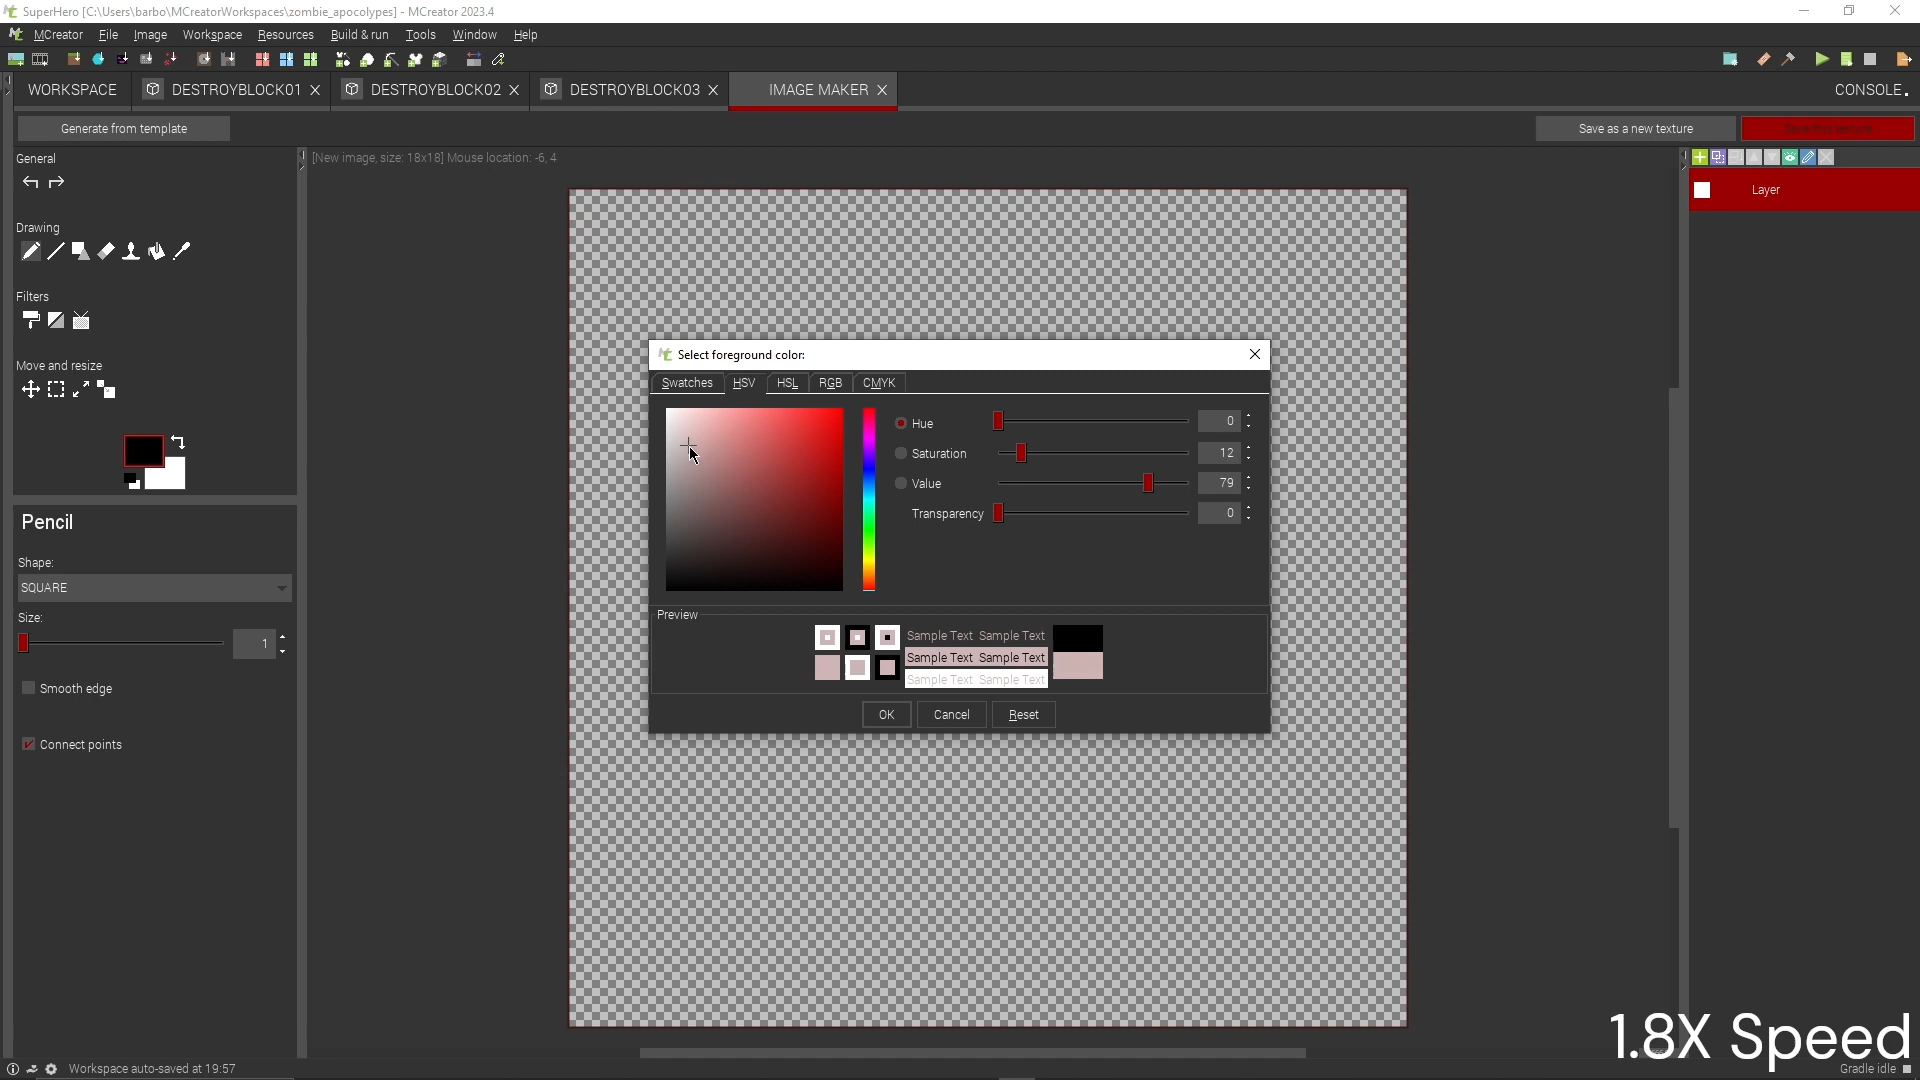 SuperHero [C:\Users\barbo\MCreatorWorkspaces\zombie_apocolypes] - MCreator 2023.4
MCreator File Image Workspace Resources Build & run Tools Window Help
WORKSPACE DESTROYBLOCK01 DESTROYBLOCK02 DESTROYBLOCK03 IMAGE MAKER CONSOLE
Generate from template Save as a new texture
General [New image, size: 18x18] Mouse location: -6, 4
Layer
Drawing
Filters
Move and resize
Select foreground color:
Swatches HSV HSL RGB CMYK
Hue 0
Saturation 12
Value 79
Transparency 0
Pencil
Shape:
SQUARE
Size:
1
Preview
Sample Text Sample Text
Sample Text Sample Text
Sample Text Sample Text
Smooth edge
OK Cancel Reset
Connect points
1.8X Speed
Workspace auto-saved at 19:57 Gradle idle